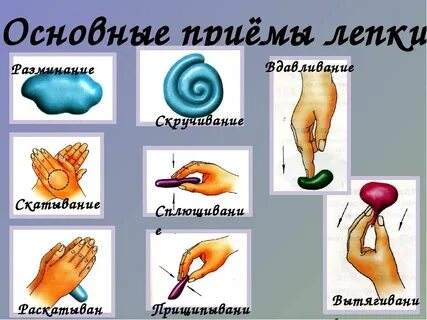 Основные приёмы лепки
Разминание
Скручивание
Вдавливание
Скатывание
Сплющивани
е
Раскатыван
Прищипывани
Вытягивани